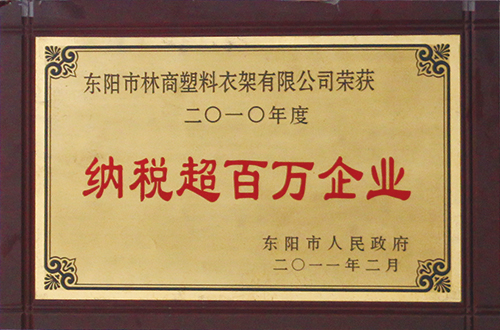 东阳市林商塑料衣架有限公司荣获
二〇一〇年度
纳税超百万企业
东阳市人民政府
二〇一一年二月